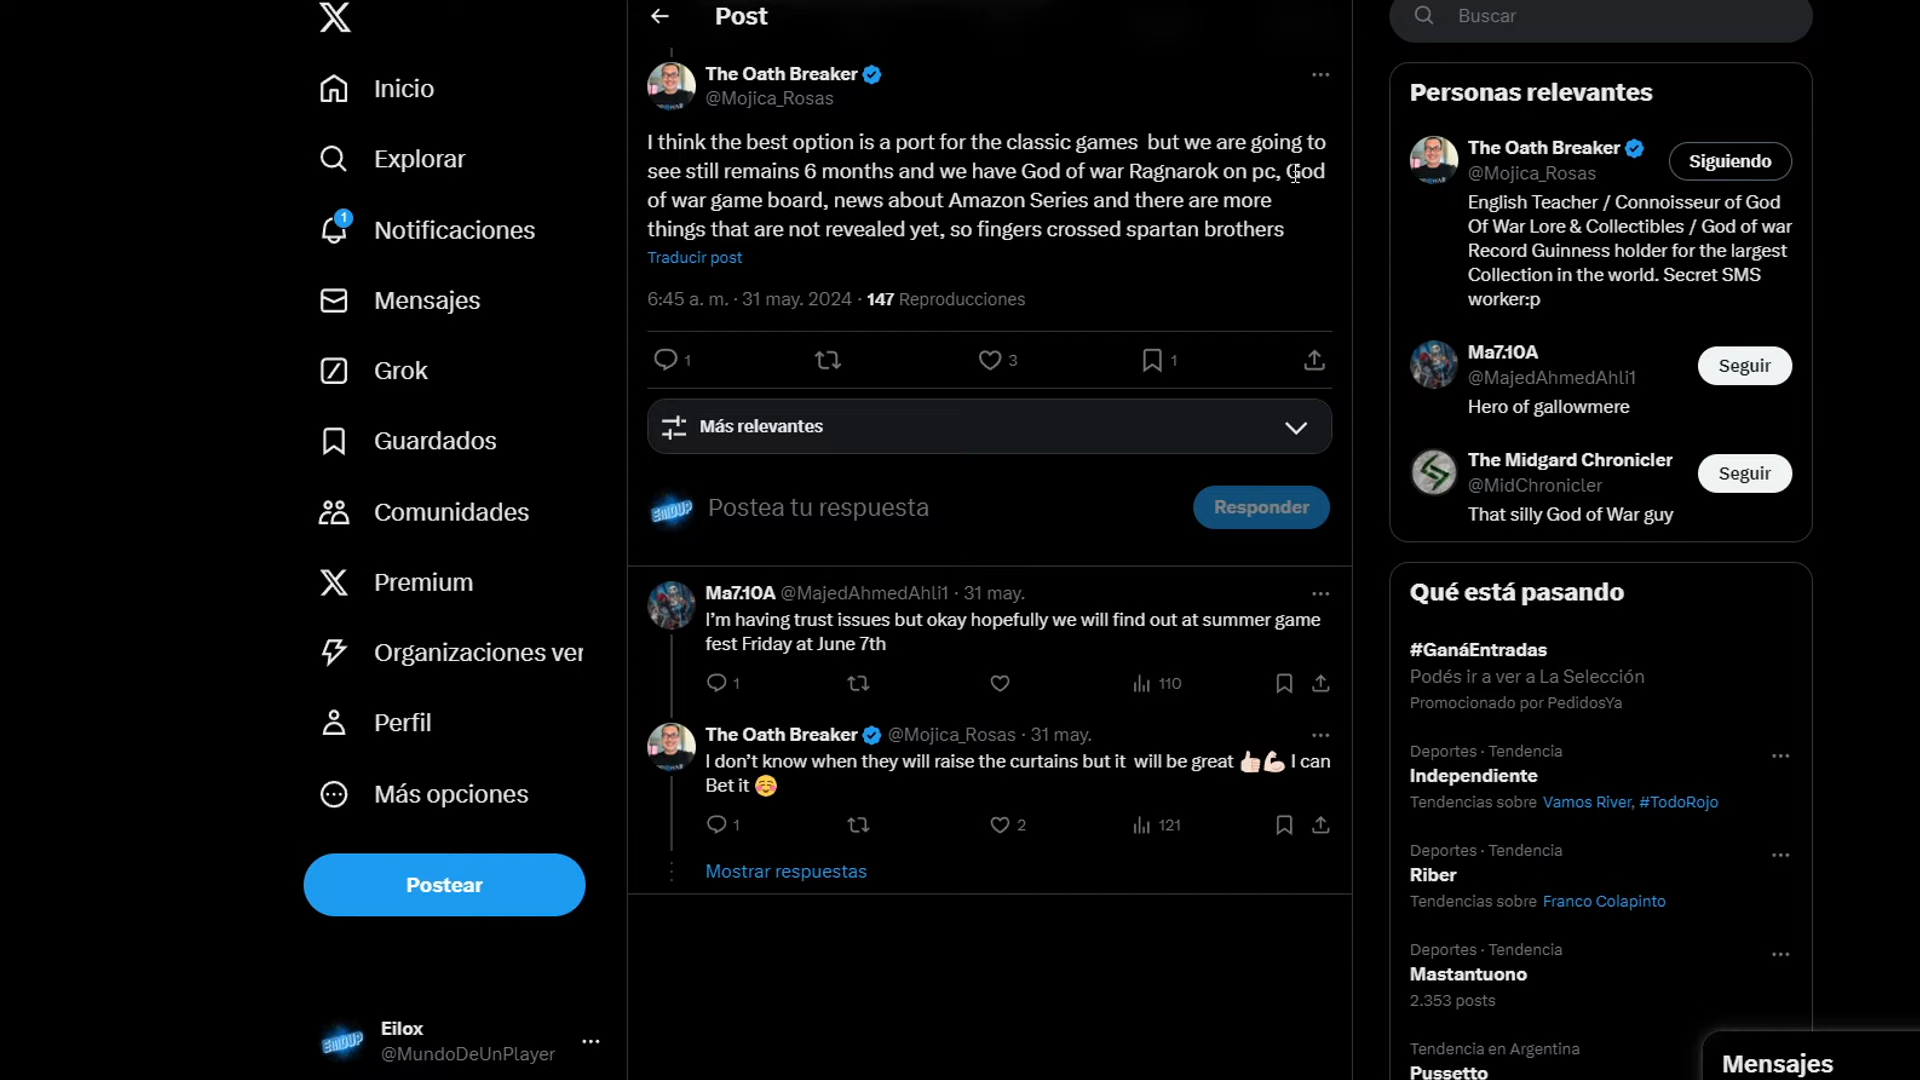 Post
Buscar
Inicio
Explorar
1
Notificaciones
Mensajes
Grok
Guardados
Comunidades
Premium
Organizaciones ver
Perfil
Más opciones
Postear
Eilox
@MundoDeUnPlayer
The Oath Breaker
@Mojica_Rosas
I think the best option is a port for the classic games but we are going to
see still remains 6 months and we have God of war Ragnarok on pc, God
of war game board, news about Amazon Series and there are more
things that are not revealed yet, so fingers crossed spartan brothers
Traducir post
6:45 a. m. · 31 may. 2024 · 147 Reproducciones
1 3 1
Más relevantes
EMDUP
Postea tu respuesta
Responder
Ma7.10A @MajedAhmedAhli1 · 31 may.
I'm having trust issues but okay hopefully we will find out at summer game
fest Friday at June 7th
1 110
The Oath Breaker @Mojica_Rosas · 31 may.
I don't know when they will raise the curtains but it will be great 👍🏻💪🏻 I can
Bet it ☺️
1 2 121
Mostrar respuestas
Personas relevantes
The Oath Breaker
@Mojica_Rosas
Siguiendo
English Teacher / Connoisseur of God
Of War Lore & Collectibles / God of war
Record Guinness holder for the largest
Collection in the world. Secret SMS
worker:p
Ma7.10A
@MajedAhmedAhli1
Seguir
Hero of gallowmere
The Midgard Chronicler
@MidChronicler
Seguir
That silly God of War guy
Qué está pasando
#GanáEntradas
Podés ir a ver a La Selección
Promocionado por PedidosYa
Deportes · Tendencia
Independiente
Tendencias sobre Vamos River, #TodoRojo
Deportes · Tendencia
Riber
Tendencias sobre Franco Colapinto
Deportes · Tendencia
Mastantuono
2.353 posts
Tendencia en Argentina
Pussetto
Mensajes